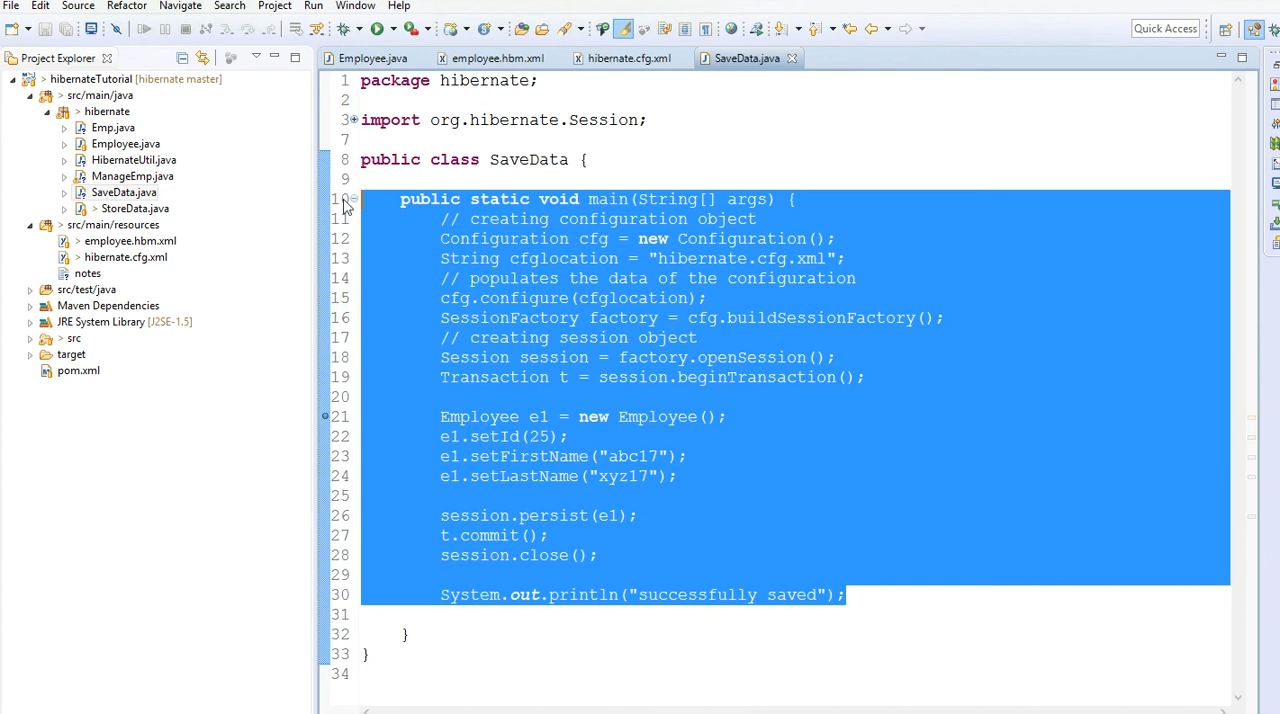 File Edit Source Refactor Navigate Search Project Run Window Help
Quick Access
Project Explorer
hibernateTutorial [hibernate master]
src/main/java
hibernate
Emp.java
Employee.java
HibernateUtil.java
ManageEmp.java
SaveData.java
StoreData.java
src/main/resources
employee.hbm.xml
hibernate.cfg.xml
notes
src/test/java
Maven Dependencies
JRE System Library [J2SE-1.5]
src
target
pom.xml
Employee.java employee.hbm.xml hibernate.cfg.xml SaveData.java
1 package hibernate;
2
3 import org.hibernate.Session;
7
8 public class SaveData {
9
10 public static void main(String[] args) {
11 // creating configuration object
12 Configuration cfg = new Configuration();
13 String cfglocation = "hibernate.cfg.xml";
14 // populates the data of the configuration
15 cfg.configure(cfglocation);
16 SessionFactory factory = cfg.buildSessionFactory();
17 // creating session object
18 Session session = factory.openSession();
19 Transaction t = session.beginTransaction();
20
21 Employee e1 = new Employee();
22 e1.setId(25);
23 e1.setFirstName("abc17");
24 e1.setLastName("xyz17");
25
26 session.persist(e1);
27 t.commit();
28 session.close();
29
30 System.out.println("successfully saved");
31
32 }
33 }
34